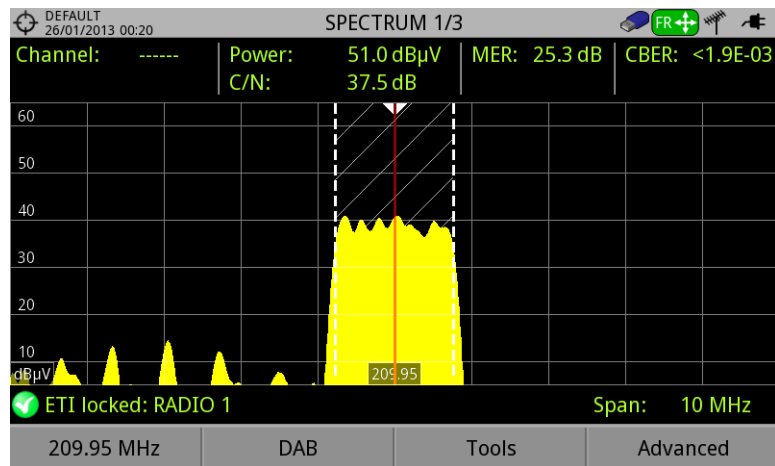 DEFAULT
26/01/2013 00:20
SPECTRUM 1/3
FR
Channel: ------
Power: 51.0 dBµV
MER: 25.3 dB
CBER: <1.9E-03
C/N: 37.5 dB
60
50
40
30
20
10
dBµV
209.95
ETI locked: RADIO 1
Span: 10 MHz
209.95 MHz
DAB
Tools
Advanced